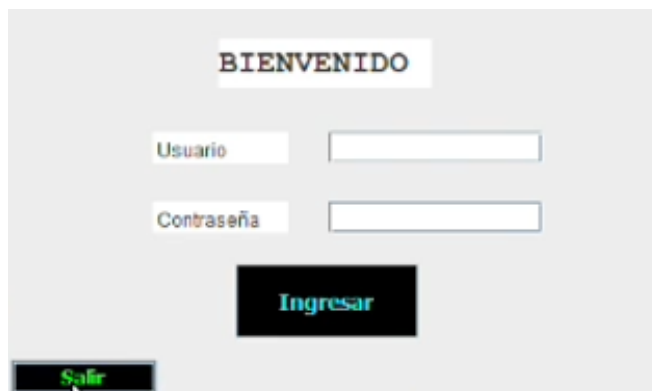 BIENVENIDO
Usuario
Contraseña
Ingresar
Salir